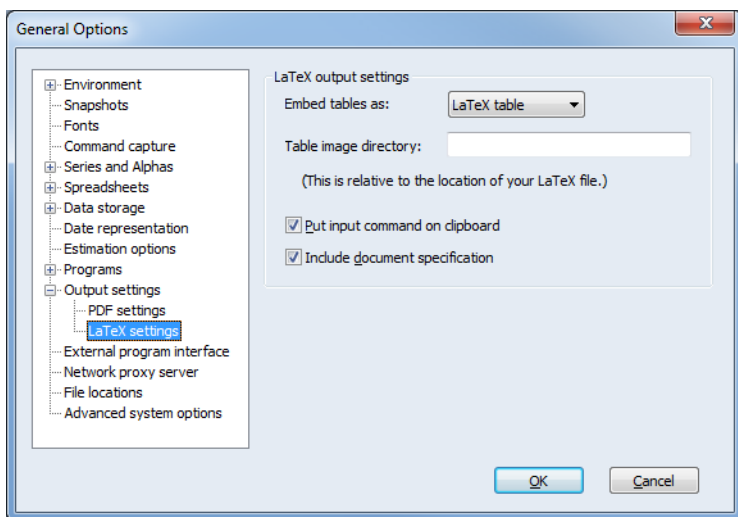 General Options
Environment
Snapshots
Fonts
Command capture
Series and Alphas
Spreadsheets
Data storage
Date representation
Estimation options
Programs
Output settings
PDF settings
LaTeX settings
External program interface
Network proxy server
File locations
Advanced system options
LaTeX output settings
Embed tables as: LaTeX table
Table image directory:
(This is relative to the location of your LaTeX file.)
Put input command on clipboard
Include document specification
OK Cancel